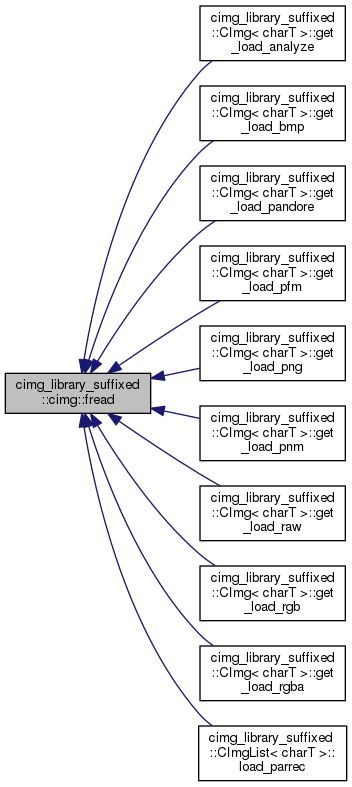 cimg_library_suffixed
::CImg< charT >::get
_load_analyze
cimg_library_suffixed
::CImg< charT >::get
_load_bmp
cimg_library_suffixed
::CImg< charT >::get
_load_pandore
cimg_library_suffixed
::CImg< charT >::get
_load_pfm
cimg_library_suffixed
::CImg< charT >::get
_load_png
cimg_library_suffixed
::cimg::fread
cimg_library_suffixed
::CImg< charT >::get
_load_pnm
cimg_library_suffixed
::CImg< charT >::get
_load_raw
cimg_library_suffixed
::CImg< charT >::get
_load_rgb
cimg_library_suffixed
::CImg< charT >::get
_load_rgba
cimg_library_suffixed
::CImgList< charT >::
load_parrec